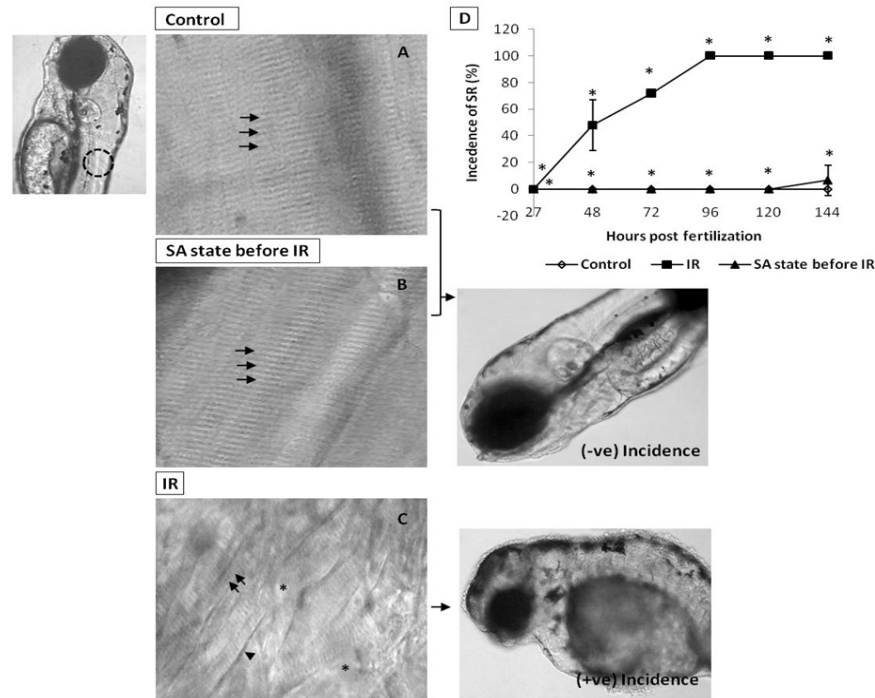 Control
A
SA state before IR
B
IR
C
*
*
D
Incedence of SR (%)
120
100
80
60
40
20
0
-20
* * * * * * * * * * * *
27 48 72 96 120 144
Hours post fertilization
Control IR SA state before IR
(-ve) Incidence
(+ve) Incidence